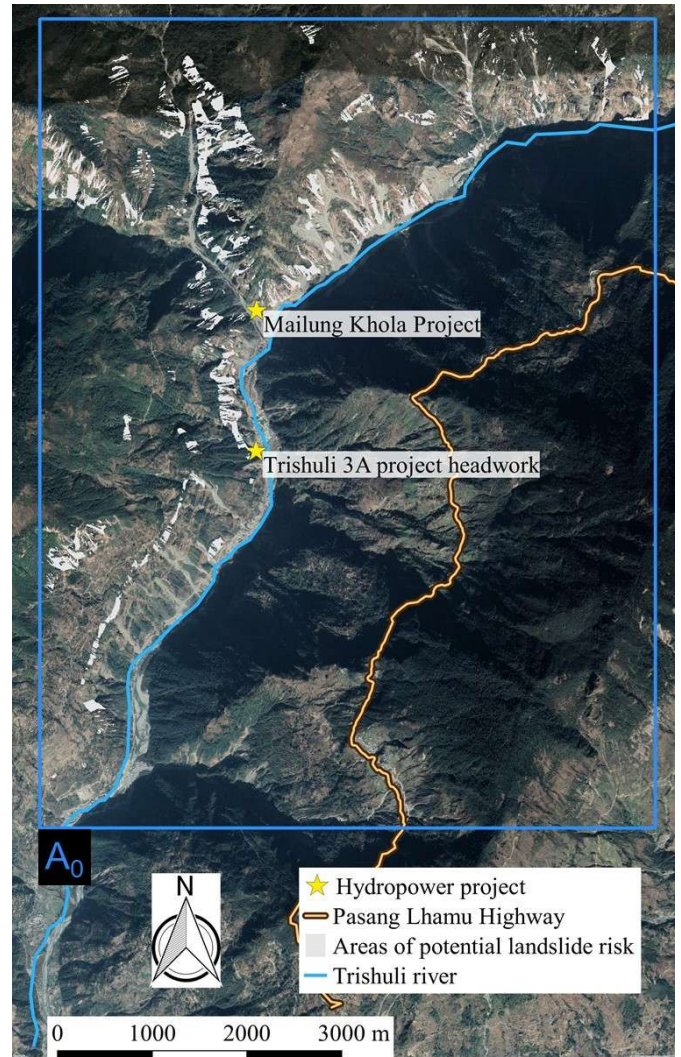 Mailung Khola Project
Trishuli 3A project headwork
A₀
N
Hydropower project
Pasang Lhamu Highway
Areas of potential landslide risk
Trishuli river
0 1000 2000 3000 m